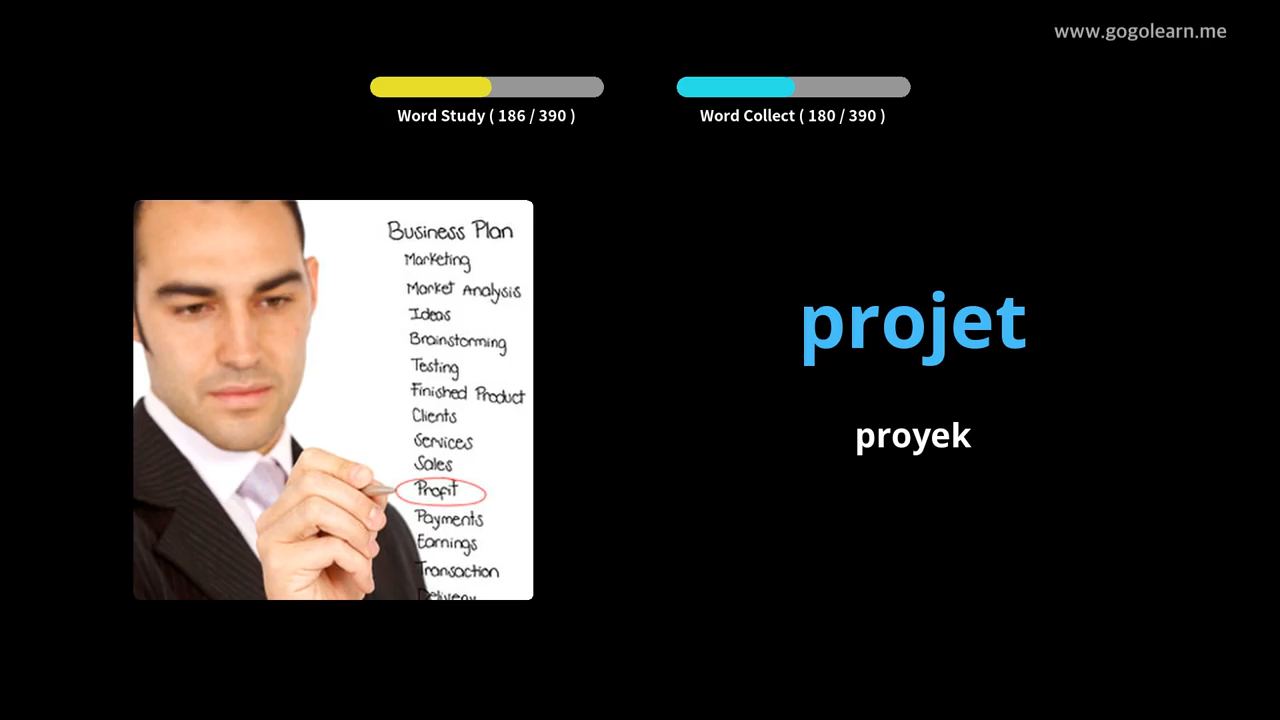 www.gogolearn.me
Word Study ( 186 / 390 )
Word Collect ( 180 / 390 )
Business Plan
Marketing
Market Analysis
Ideas
Brainstorming
Testing
Finished Product
Clients
Services
Sales
Profit
Payments
Earnings
Transaction
Delivery
projet
proyek